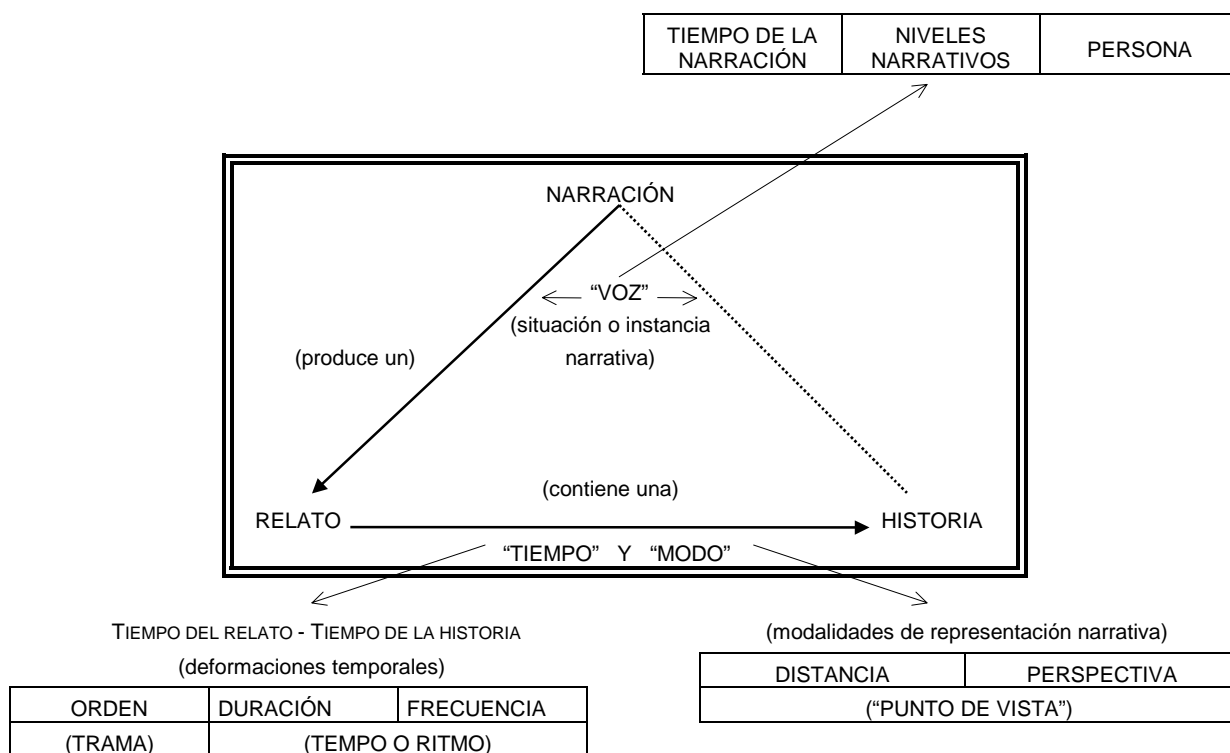 TIEMPO DE LA NARRACIÓN
NIVELES NARRATIVOS
PERSONA
NARRACIÓN
“VOZ”
(situación o instancia
narrativa)
(produce un)
(contiene una)
RELATO
HISTORIA
“TIEMPO” Y “MODO”
TIEMPO DEL RELATO - TIEMPO DE LA HISTORIA
(deformaciones temporales)
ORDEN DURACIÓN FRECUENCIA
(TRAMA) (TEMPO O RITMO)
(modalidades de representación narrativa)
DISTANCIA PERSPECTIVA
(“PUNTO DE VISTA”)